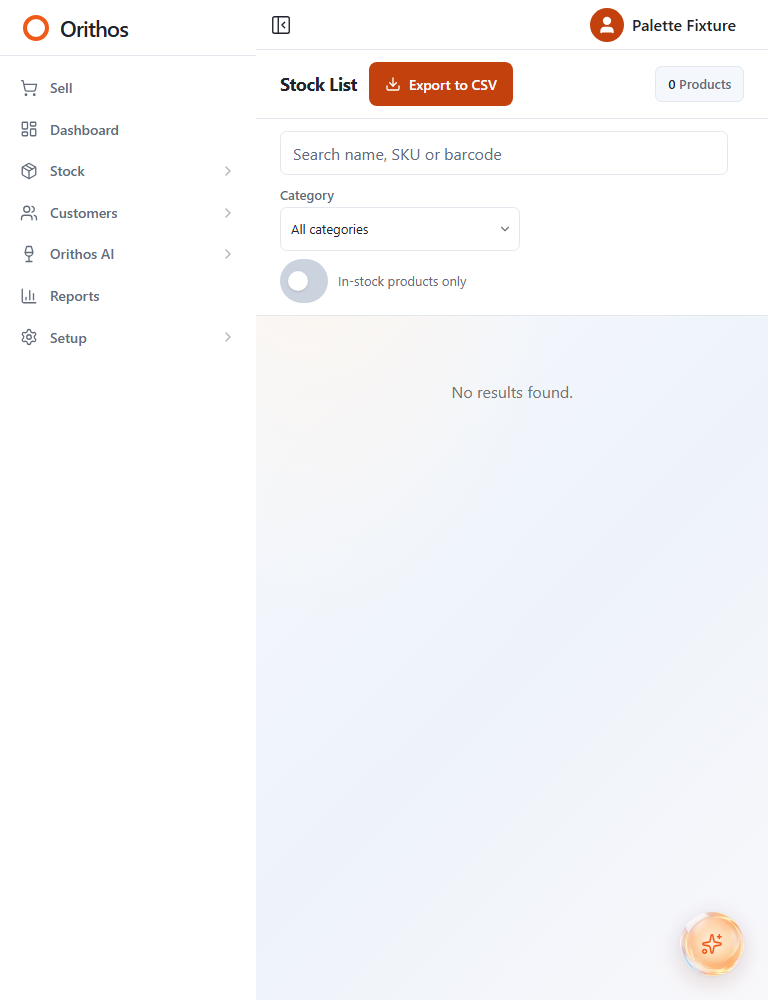 Orithos
Palette Fixture
Sell
Dashboard
Stock
Customers
Orithos AI
Reports
Setup
Stock List
Export to CSV
0 Products
Search name, SKU or barcode
Category
All categories
In-stock products only
No results found.